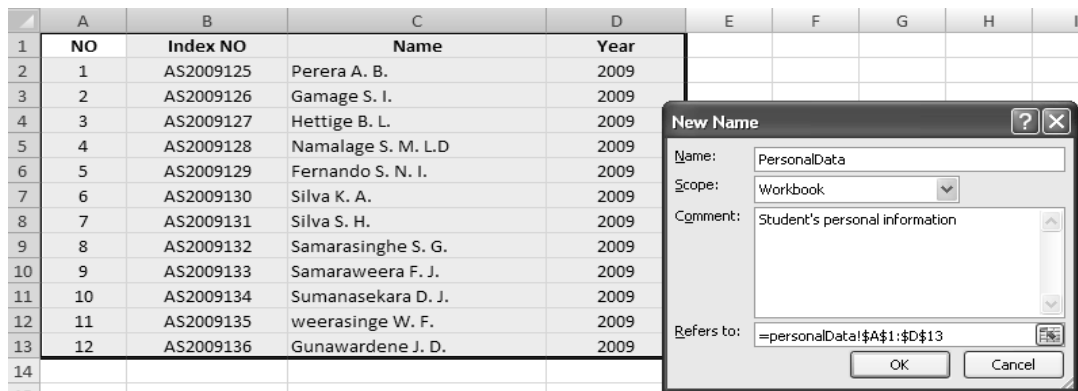 A B C D E F G H I
1 NO Index NO Name Year
2 1 AS2009125 Perera A. B. 2009
3 2 AS2009126 Gamage S. I. 2009
4 3 AS2009127 Hettige B. L. 2009
5 4 AS2009128 Namalage S. M. L.D 2009
6 5 AS2009129 Fernando S. N. I. 2009
7 6 AS2009130 Silva K. A. 2009
8 7 AS2009131 Silva S. H. 2009
9 8 AS2009132 Samarasinghe S. G. 2009
10 9 AS2009133 Samaraweera F. J. 2009
11 10 AS2009134 Sumanasekara D. J. 2009
12 11 AS2009135 weerasinge W. F. 2009
13 12 AS2009136 Gunawardene J. D. 2009
14
New Name
Name: PersonalData
Scope: Workbook
Comment: Student's personal information
Refers to: =personalData!$A$1:$D$13
OK Cancel